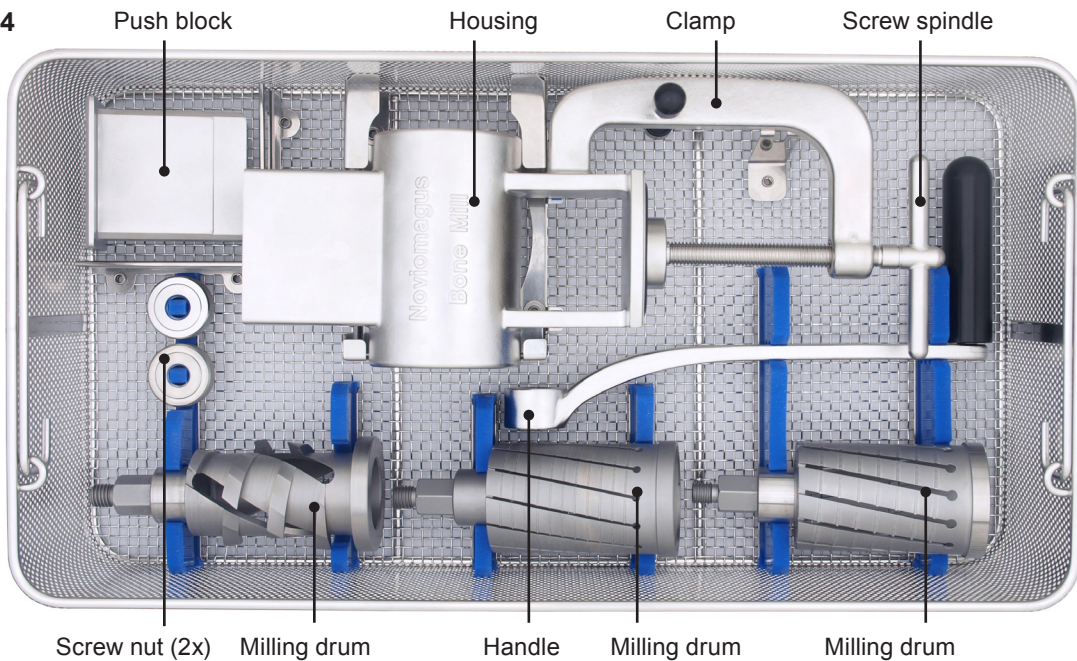 4
Push block
Housing
Clamp
Screw spindle
Noviomagus
Bone Mill
Screw nut (2x)
Milling drum
Handle
Milling drum
Milling drum